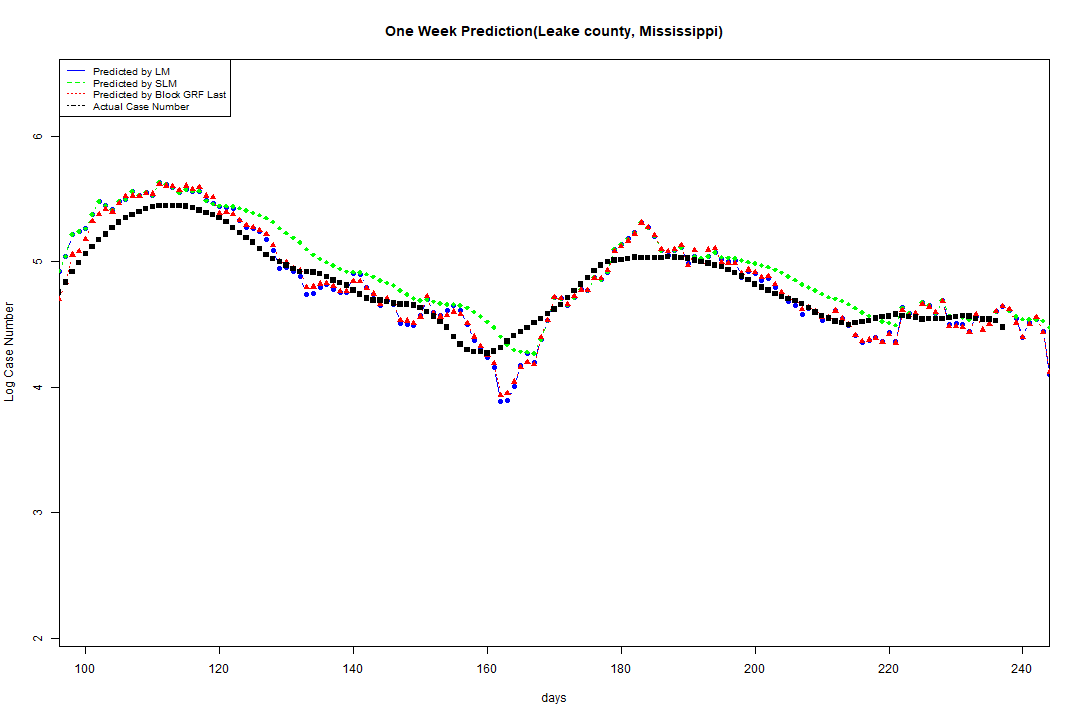 One Week Prediction(Leake county, Mississippi)
Predicted by LM
Predicted by SLM
Predicted by Block GRF Last
Actual Case Number
6
5
4
3
2
Log Case Number
100 120 140 160 180 200 220 240
days